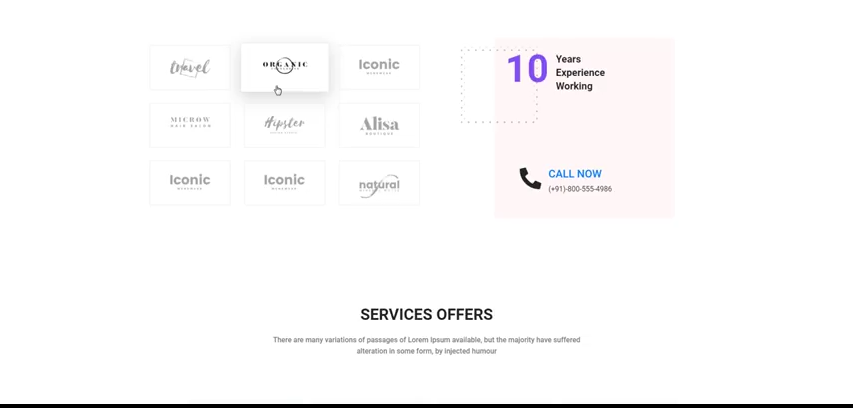 travel
ORGANIC
Iconic
MICROW
HAIR SALON
Hipster
Alisa
BOUTIQUE
Iconic
Iconic
natural
10
Years
Experience
Working
CALL NOW
(+91)-800-555-4986
SERVICES OFFERS
There are many variations of passages of Lorem Ipsum available, but the majority have suffered
alteration in some form, by injected humour